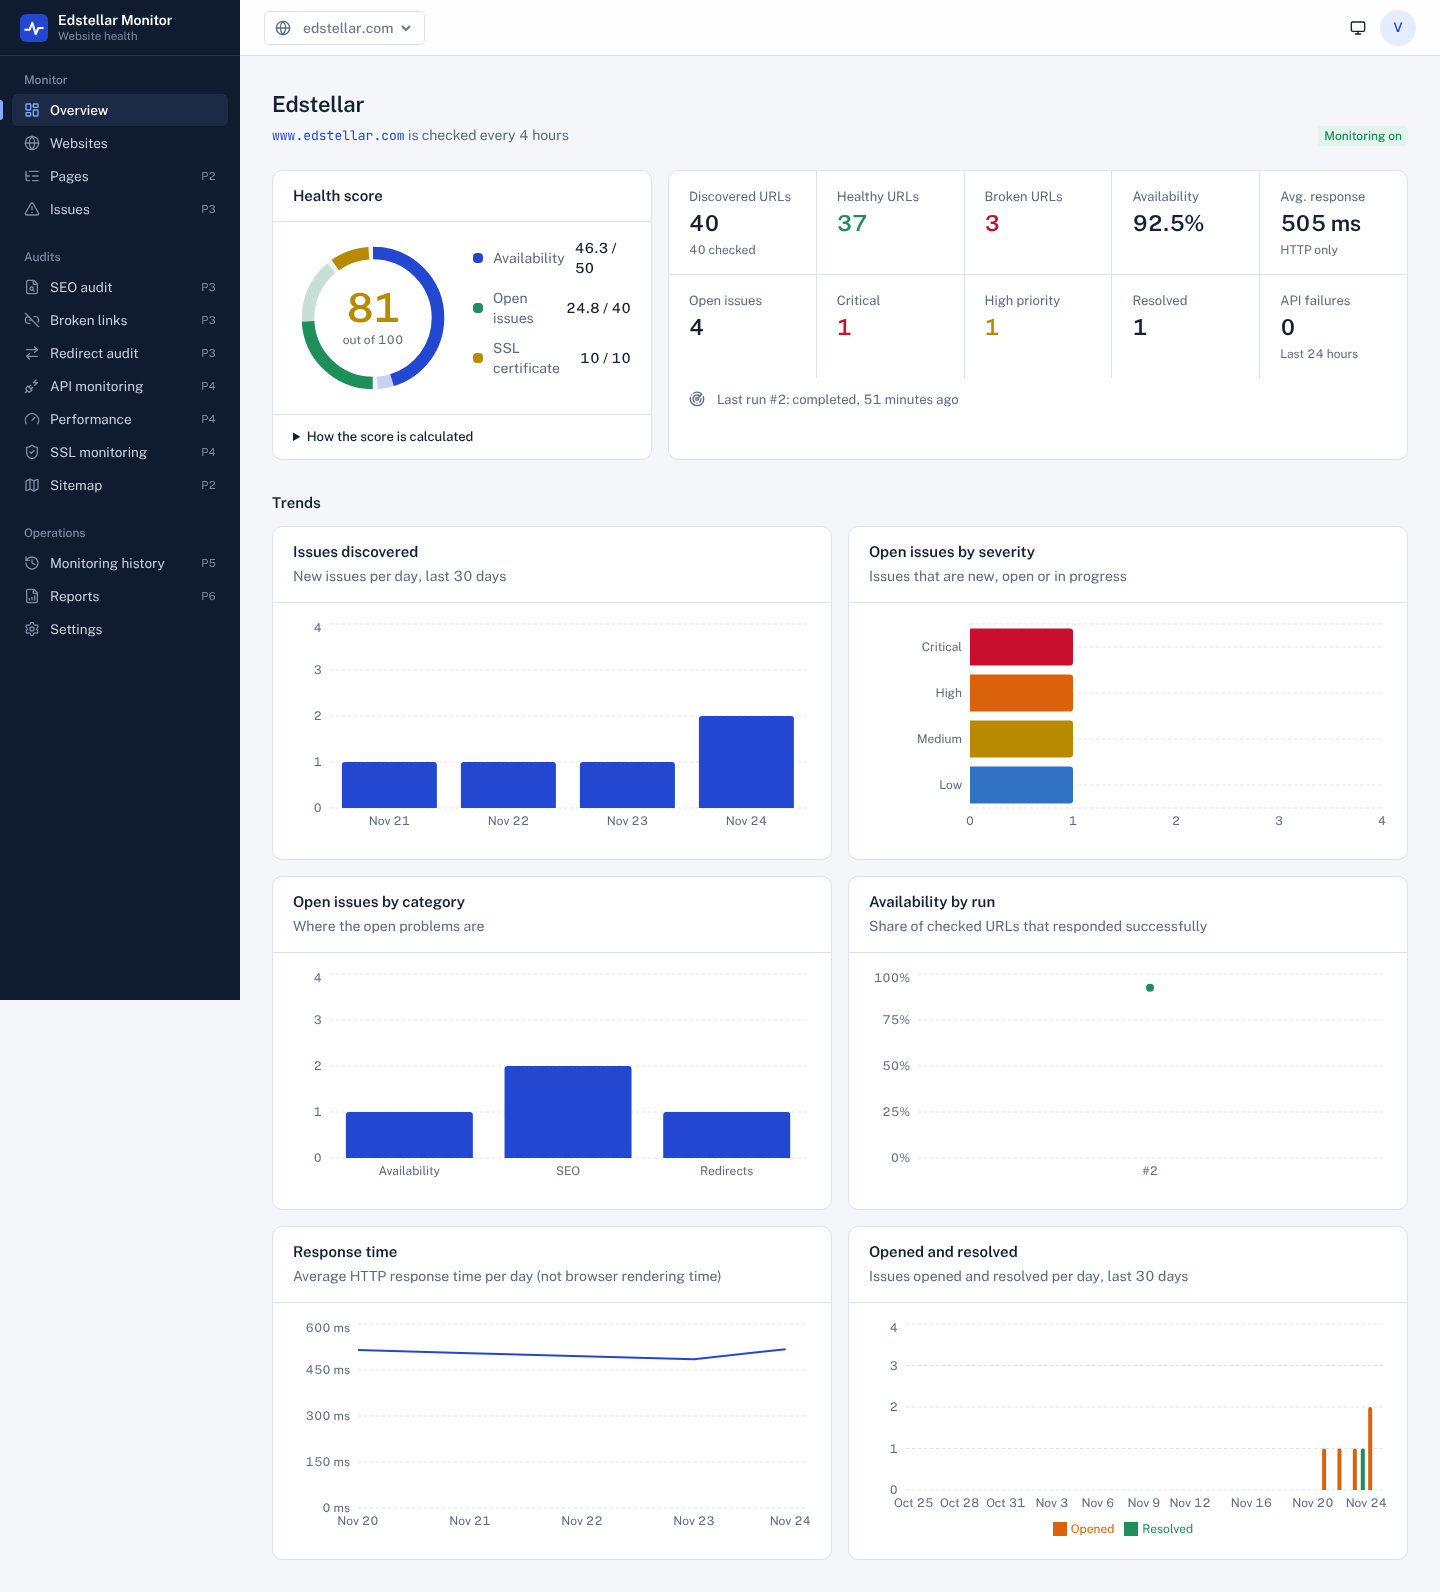 Edstellar Monitor
Website health
edstellar.com
V
Monitor
Overview
Websites
Pages P2
Issues P3
Audits
SEO audit P3
Broken links P3
Redirect audit P3
API monitoring P4
Performance P4
SSL monitoring P4
Sitemap P2
Operations
Monitoring history P5
Reports P6
Settings
Edstellar
www.edstellar.com is checked every 4 hours
Monitoring on
Health score
81
out of 100
Availability 46.3 /
50
Open
issues 24.8 / 40
SSL
certificate 10 / 10
How the score is calculated
Discovered URLs
40
40 checked
Healthy URLs
37
Broken URLs
3
Availability
92.5%
Avg. response
505 ms
HTTP only
Open issues
4
Critical
1
High priority
1
Resolved
1
API failures
0
Last 24 hours
Last run #2: completed, 51 minutes ago
Trends
Issues discovered
New issues per day, last 30 days
4
3
2
1
0
Nov 21 Nov 22 Nov 23 Nov 24
Open issues by severity
Issues that are new, open or in progress
Critical
High
Medium
Low
0 1 2 3 4
Open issues by category
Where the open problems are
4
3
2
1
0
Availability SEO Redirects
Availability by run
Share of checked URLs that responded successfully
100%
75%
50%
25%
0%
#2
Response time
Average HTTP response time per day (not browser rendering time)
600 ms
450 ms
300 ms
150 ms
0 ms
Nov 20 Nov 21 Nov 22 Nov 23 Nov 24
Opened and resolved
Issues opened and resolved per day, last 30 days
4
3
2
1
0
Oct 25 Oct 28 Oct 31 Nov 3 Nov 6 Nov 9 Nov 12 Nov 16 Nov 20 Nov 24
Opened Resolved